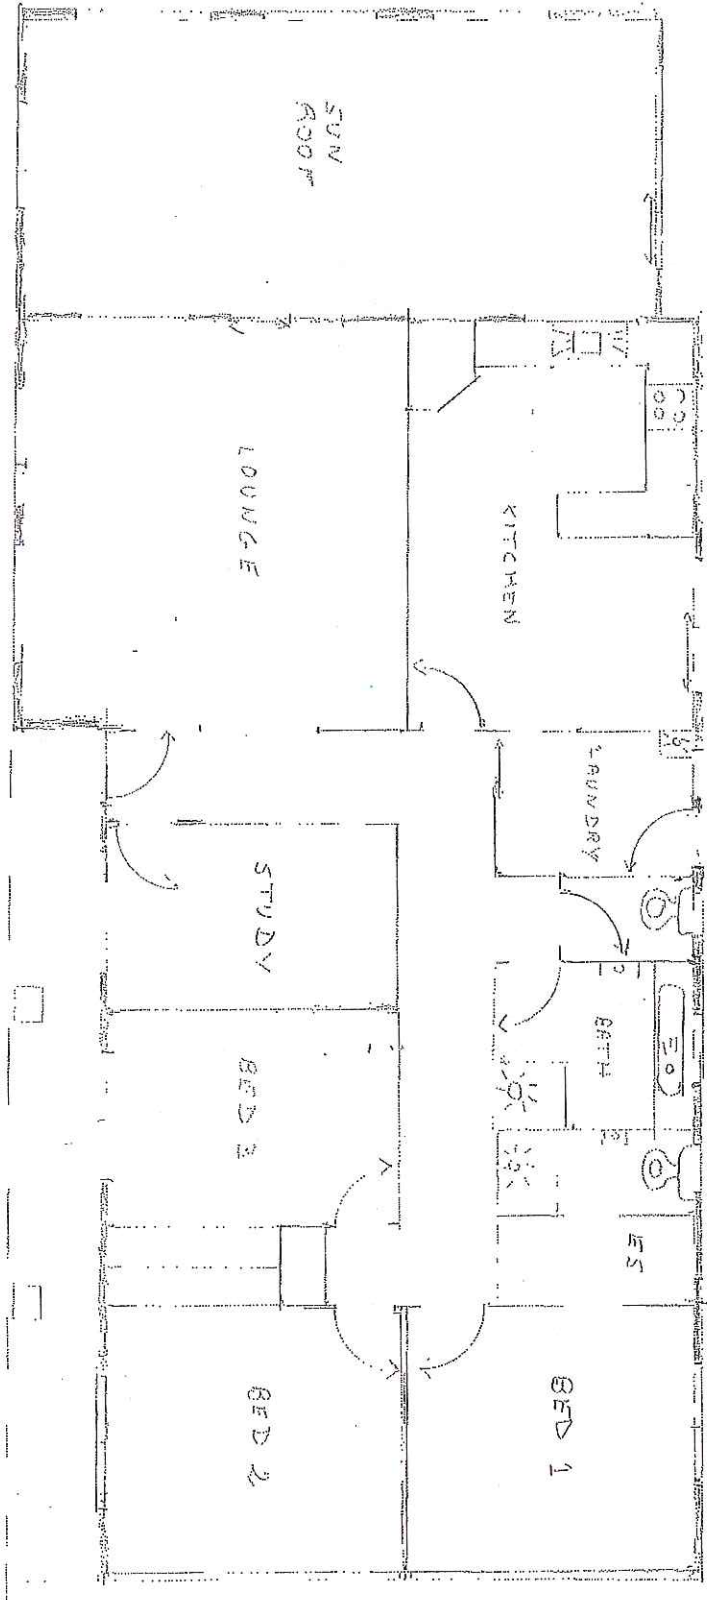 SUN
ROOM
LOUNGE
KITCHEN
LAUNDRY
STUDY
BATH
BED 3
ES
BED 2
BED 1